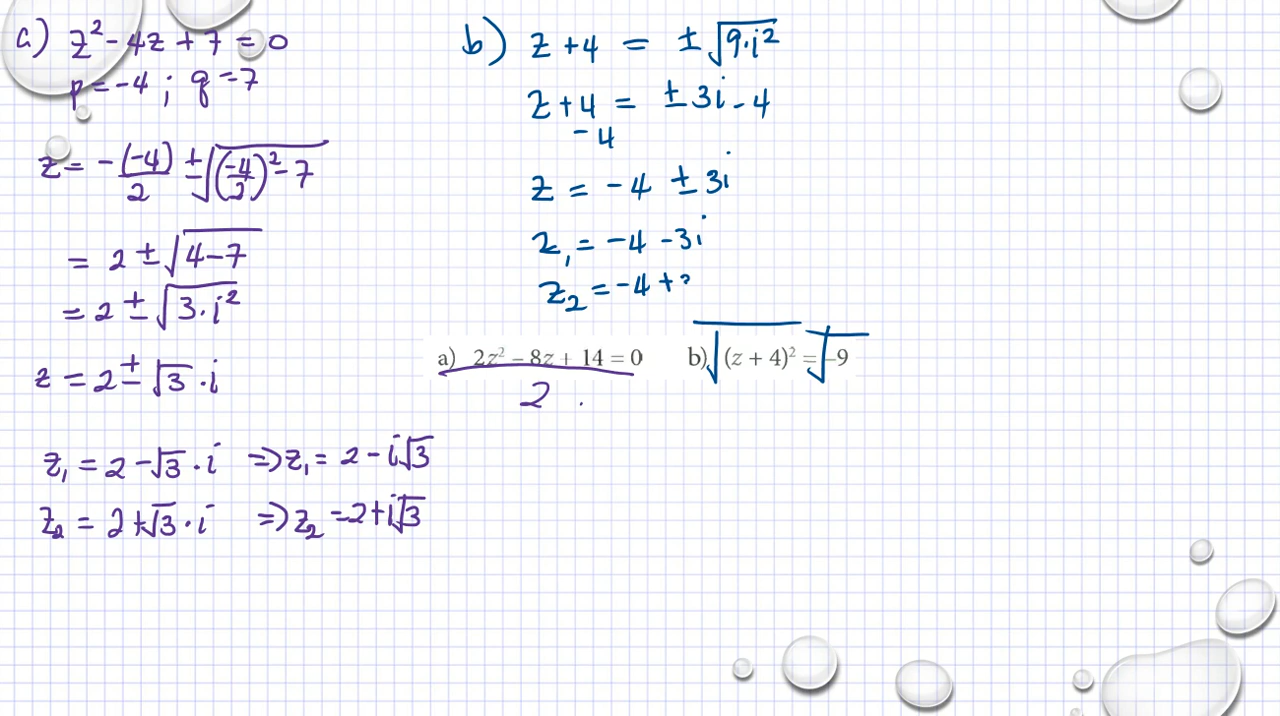 a) z² - 4z + 7 = 0
p = -4 ; q = 7
z = -(-4)/2 ± √((-4/2)² - 7)
= 2 ± √(4-7)
= 2 ± √(3·i²)
z = 2 ± √3 · i
z₁ = 2 - √3 · i => z₁ = 2 - i√3
z₂ = 2 + √3 · i => z₂ = 2 + i√3
b) z + 4 = ± √(9·i²)
z + 4 = ± 3i - 4
- 4
z = -4 ± 3i
z₁ = -4 - 3i
z₂ = -4 +
a) 2z² − 8z + 14 = 0 b) √(z + 4)² = √-9
2 .